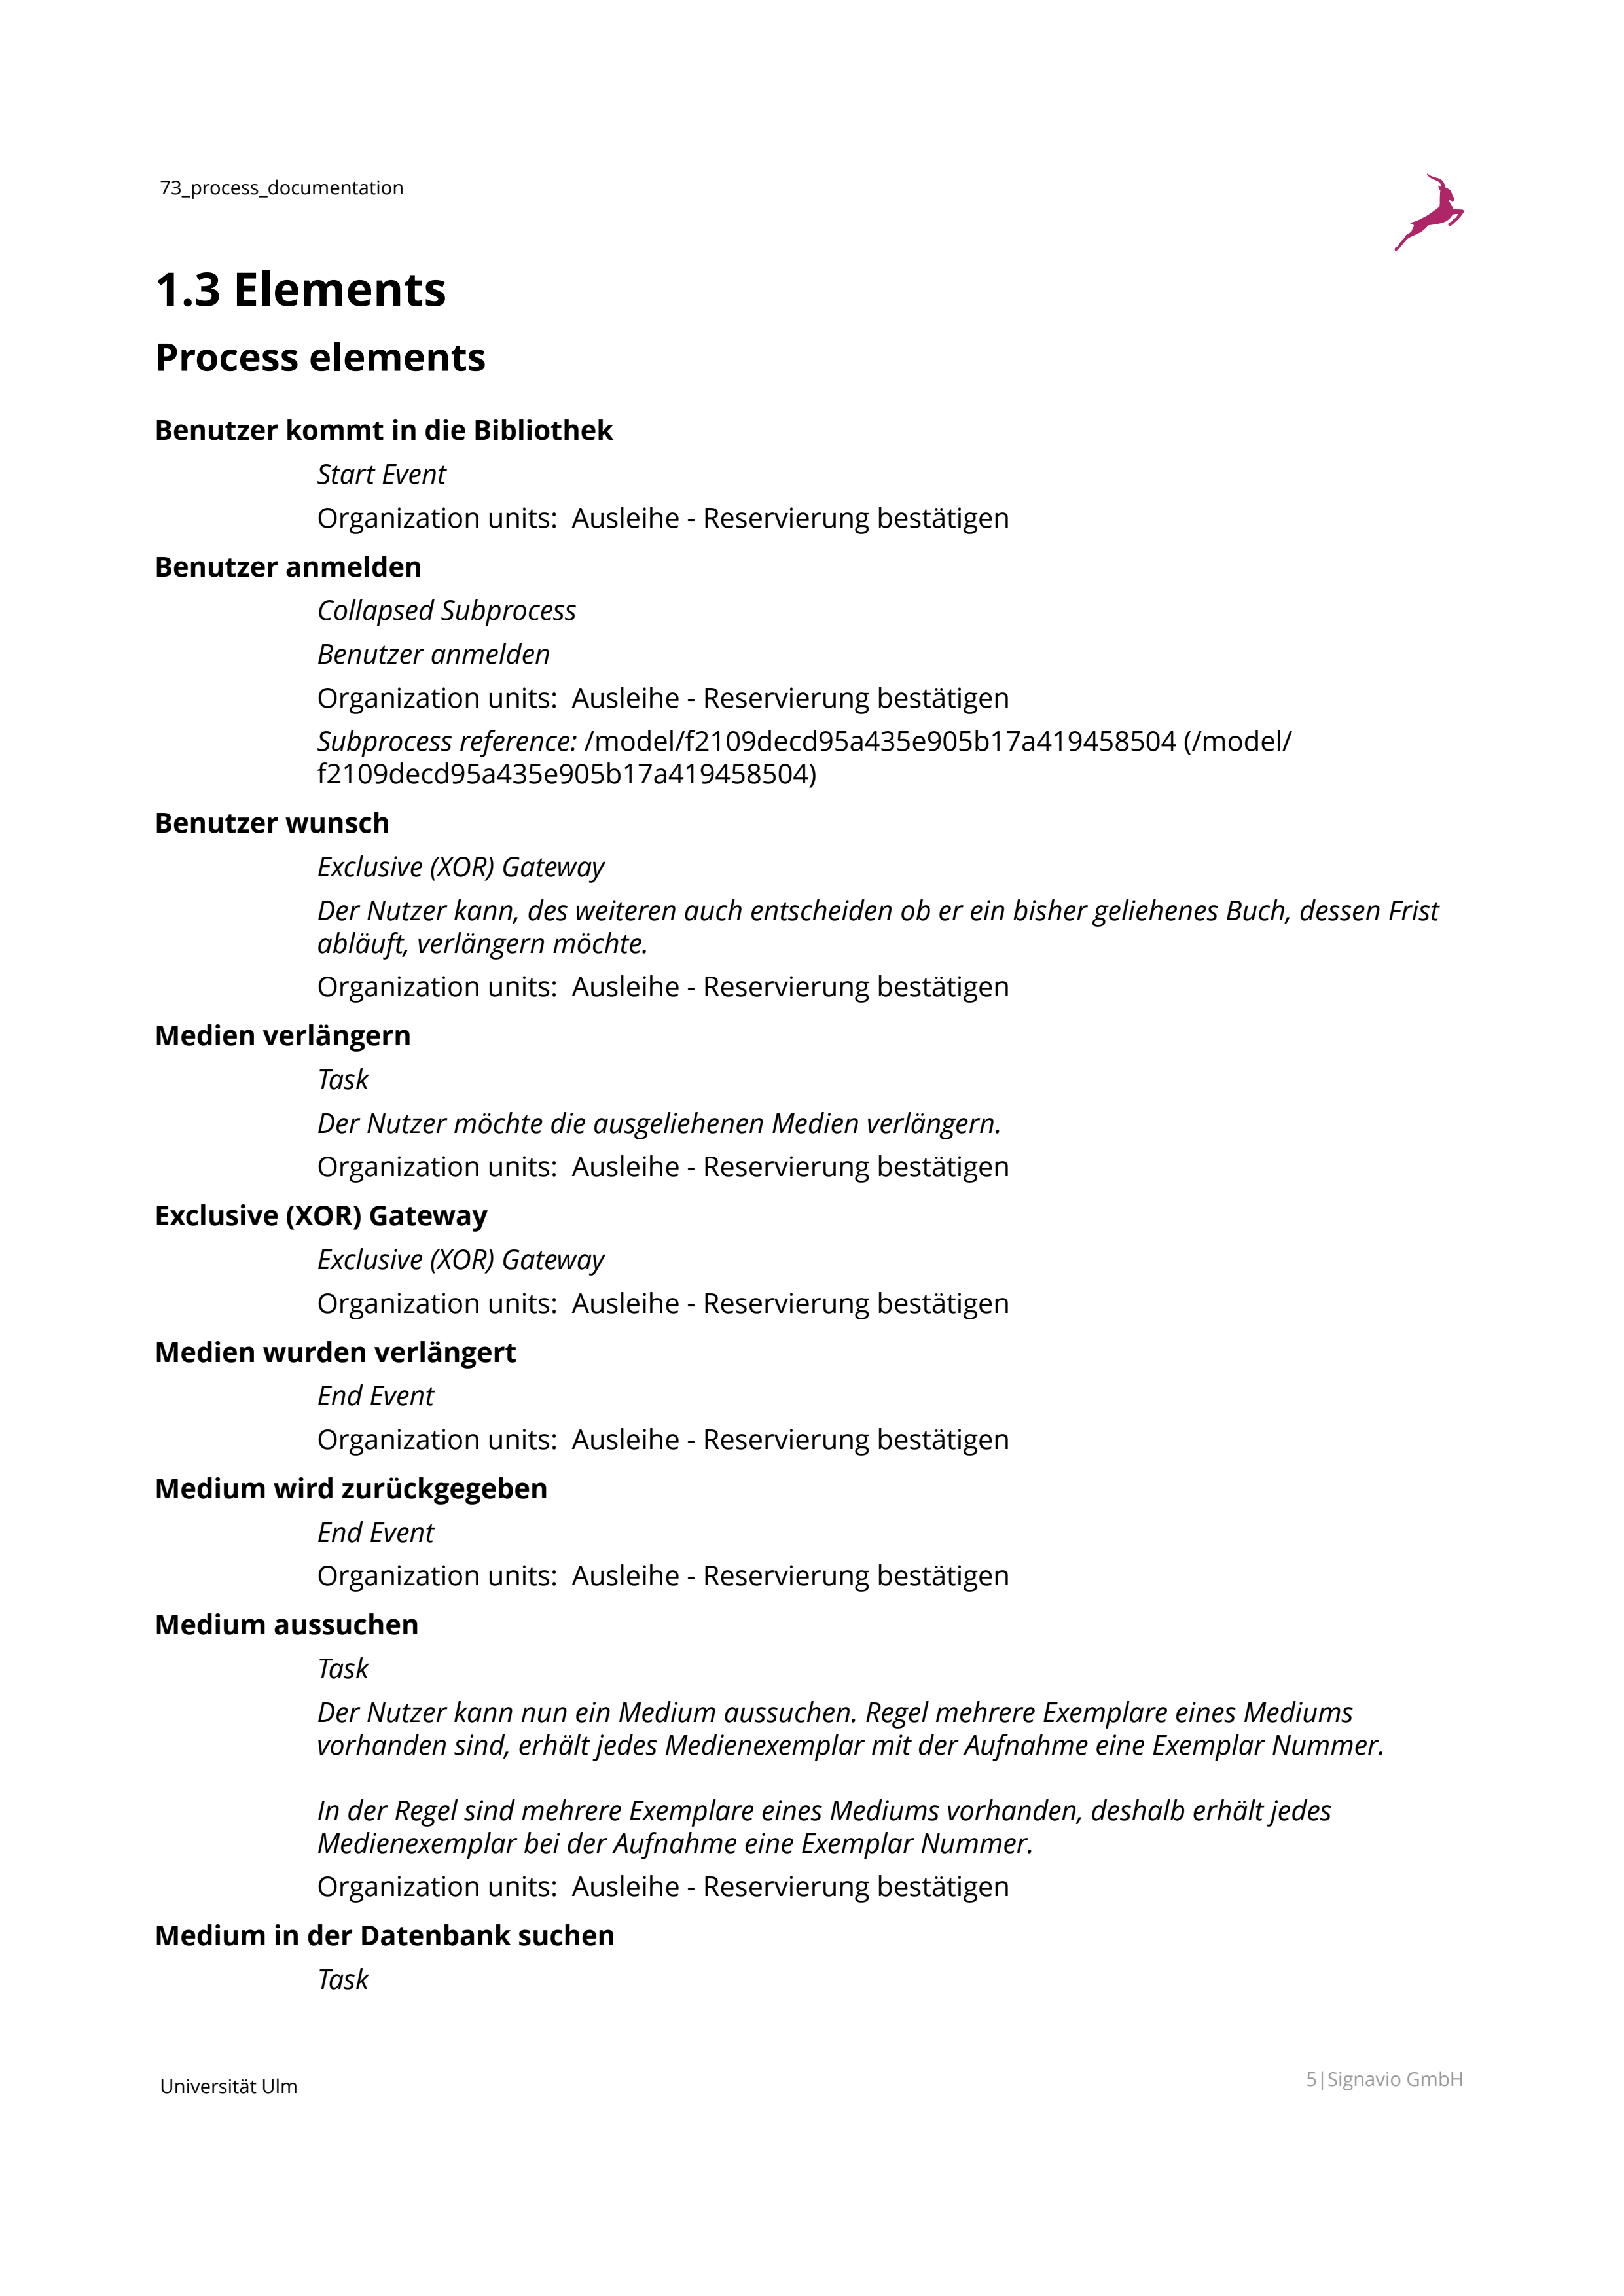 73_process_documentation
1.3 Elements
Process elements
Benutzer kommt in die Bibliothek
Start Event
Organization units:  Ausleihe - Reservierung bestätigen
Benutzer anmelden
Collapsed Subprocess
Benutzer anmelden
Organization units:  Ausleihe - Reservierung bestätigen
Subprocess reference: /model/f2109decd95a435e905b17a419458504 (/model/
f2109decd95a435e905b17a419458504)
Benutzer wunsch
Exclusive (XOR) Gateway
Der Nutzer kann, des weiteren auch entscheiden ob er ein bisher geliehenes Buch, dessen Frist
abläuft, verlängern möchte.
Organization units:  Ausleihe - Reservierung bestätigen
Medien verlängern
Task
Der Nutzer möchte die ausgeliehenen Medien verlängern.
Organization units:  Ausleihe - Reservierung bestätigen
Exclusive (XOR) Gateway
Exclusive (XOR) Gateway
Organization units:  Ausleihe - Reservierung bestätigen
Medien wurden verlängert
End Event
Organization units:  Ausleihe - Reservierung bestätigen
Medium wird zurückgegeben
End Event
Organization units:  Ausleihe - Reservierung bestätigen
Medium aussuchen
Task
Der Nutzer kann nun ein Medium aussuchen. Regel mehrere Exemplare eines Mediums
vorhanden sind, erhält jedes Medienexemplar mit der Aufnahme eine Exemplar Nummer.
In der Regel sind mehrere Exemplare eines Mediums vorhanden, deshalb erhält jedes
Medienexemplar bei der Aufnahme eine Exemplar Nummer.
Organization units:  Ausleihe - Reservierung bestätigen
Medium in der Datenbank suchen
Task
Universität Ulm
5|Signavio GmbH